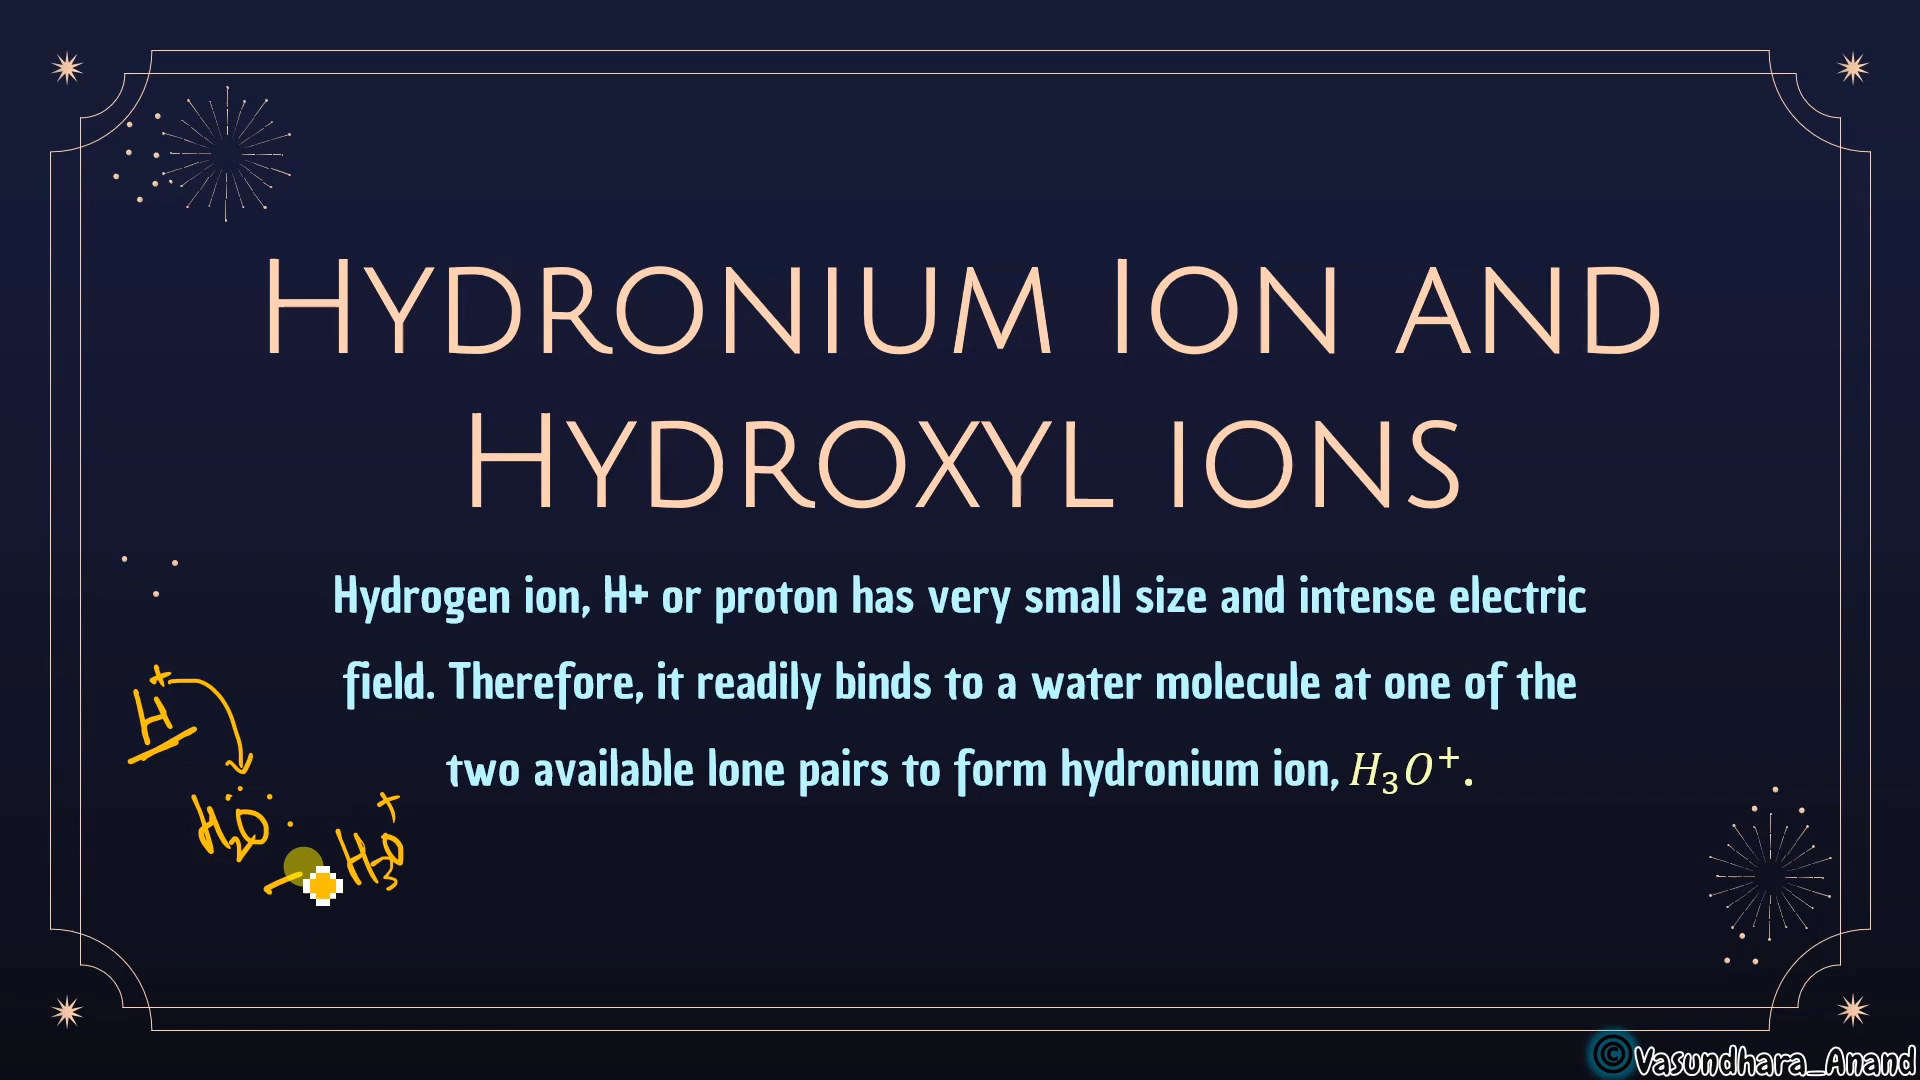 Hydronium Ion and
Hydroxyl ions
Hydrogen ion, H+ or proton has very small size and intense electric
field. Therefore, it readily binds to a water molecule at one of the
two available lone pairs to form hydronium ion, H₃O⁺.
H⁺
H₂O
H₃O⁺
©Vasundhara_Anand